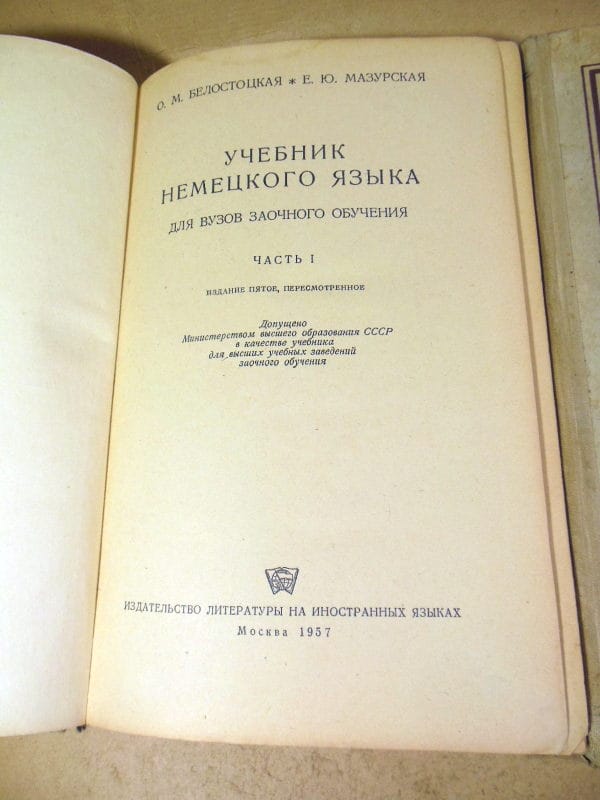 О. М. БЕЛОСТОЦКАЯ * Е. Ю. МАЗУРСКАЯ
УЧЕБНИК
НЕМЕЦКОГО ЯЗЫКА
ДЛЯ ВУЗОВ ЗАОЧНОГО ОБУЧЕНИЯ
ЧАСТЬ I
ИЗДАНИЕ ПЯТОЕ, ПЕРЕСМОТРЕННОЕ
Допущено
Министерством высшего образования СССР
в качестве учебника
для высших учебных заведений
заочного обучения
ИЗДАТЕЛЬСТВО ЛИТЕРАТУРЫ НА ИНОСТРАННЫХ ЯЗЫКАХ
Москва 1957